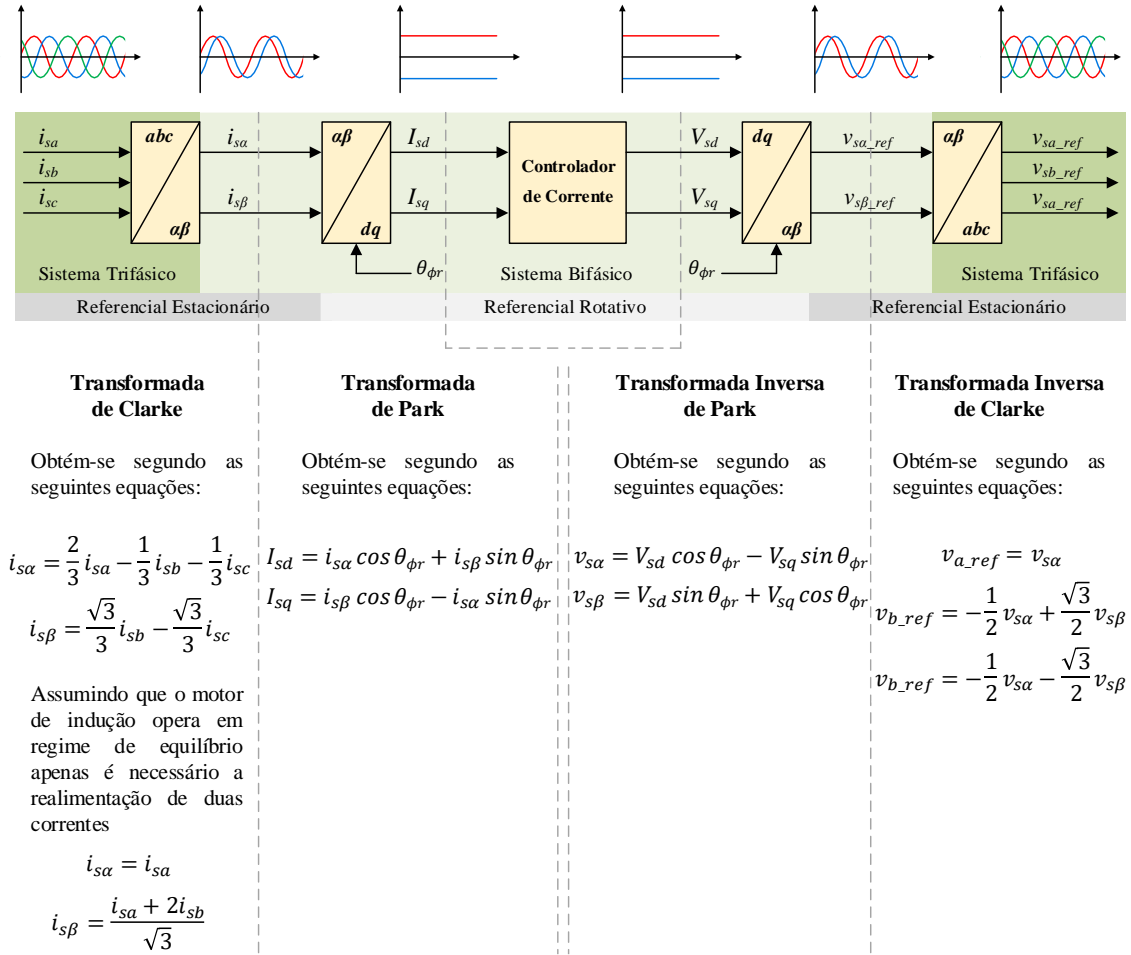 abc
αβ
i_sa
i_sb
i_sc
i_sα
i_sβ
αβ
dq
I_sd
I_sq
Controlador
de Corrente
V_sd
V_sq
dq
αβ
v_sα_ref
v_sβ_ref
αβ
abc
v_sa_ref
v_sb_ref
v_sa_ref
θ_ϕr
θ_ϕr
Sistema Trifásico
Sistema Bifásico
Sistema Trifásico
Referencial Estacionário
Referencial Rotativo
Referencial Estacionário
Transformada
de Clarke
Obtém-se segundo as
seguintes equações:
i_sα = 2/3 i_sa − 1/3 i_sb − 1/3 i_sc
i_sβ = √3/3 i_sb − √3/3 i_sc
Assumindo que o motor
de indução opera em
regime de equilíbrio
apenas é necessário a
realimentação de duas
correntes
i_sα = i_sa
i_sβ = (i_sa + 2i_sb)/√3
Transformada
de Park
Obtém-se segundo as
seguintes equações:
I_sd = i_sα cos θ_ϕr + i_sβ sin θ_ϕr
I_sq = i_sβ cos θ_ϕr − i_sα sin θ_ϕr
Transformada Inversa
de Park
Obtém-se segundo as
seguintes equações:
v_sα = V_sd cos θ_ϕr − V_sq sin θ_ϕr
v_sβ = V_sd sin θ_ϕr + V_sq cos θ_ϕr
Transformada Inversa
de Clarke
Obtém-se segundo as
seguintes equações:
v_a_ref = v_sα
v_b_ref = −1/2 v_sα + √3/2 v_sβ
v_b_ref = −1/2 v_sα − √3/2 v_sβ